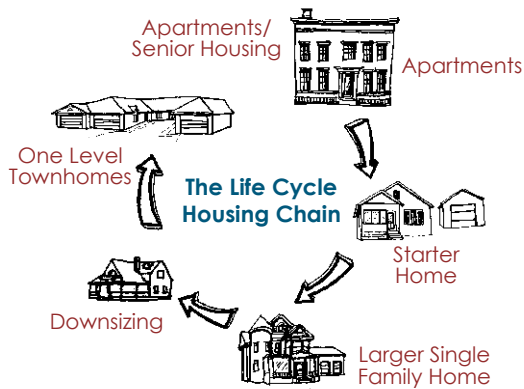 Apartments/
Senior Housing
Apartments
One Level
Townhomes
The Life Cycle
Housing Chain
Starter
Home
Downsizing
Larger Single
Family Home